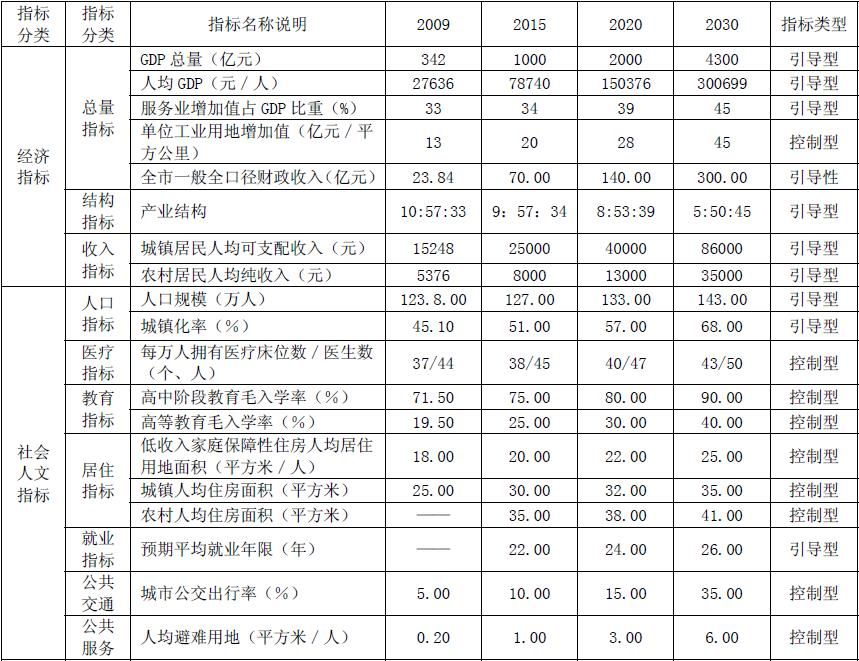 指标分类 指标分类 指标名称说明 2009 2015 2020 2030 指标类型
经济指标 总量指标 GDP总量（亿元） 342 1000 2000 4300 引导型
人均GDP（元／人） 27636 78740 150376 300699 引导型
服务业增加值占GDP比重（%） 33 34 39 45 引导型
单位工业用地增加值（亿元／平方公里） 13 20 28 45 控制型
全市一般全口径财政收入(亿元) 23.84 70.00 140.00 300.00 引导性
结构指标 产业结构 10:57:33 9：57：34 8:53:39 5:50:45 引导型
收入指标 城镇居民人均可支配收入（元） 15248 25000 40000 86000 引导型
农村居民人均纯收入（元） 5376 8000 13000 35000 引导型
社会人文指标 人口指标 人口规模（万人） 123.8.00 127.00 133.00 143.00 引导型
城镇化率（％） 45.10 51.00 57.00 68.00 引导型
医疗指标 每万人拥有医疗床位数／医生数（个、人） 37/44 38/45 40/47 43/50 控制型
教育指标 高中阶段教育毛入学率（％） 71.50 75.00 80.00 90.00 控制型
高等教育毛入学率（％） 19.50 25.00 30.00 40.00 控制型
居住指标 低收入家庭保障性住房人均居住用地面积（平方米／人） 18.00 20.00 22.00 25.00 控制型
城镇人均住房面积（平方米） 25.00 30.00 32.00 35.00 控制型
农村人均住房面积（平方米） —— 35.00 38.00 41.00 控制型
就业指标 预期平均就业年限（年） —— 22.00 24.00 26.00 引导型
公共交通 城市公交出行率（％） 5.00 10.00 15.00 35.00 控制型
公共服务 人均避难用地（平方米／人） 0.20 1.00 3.00 6.00 控制型